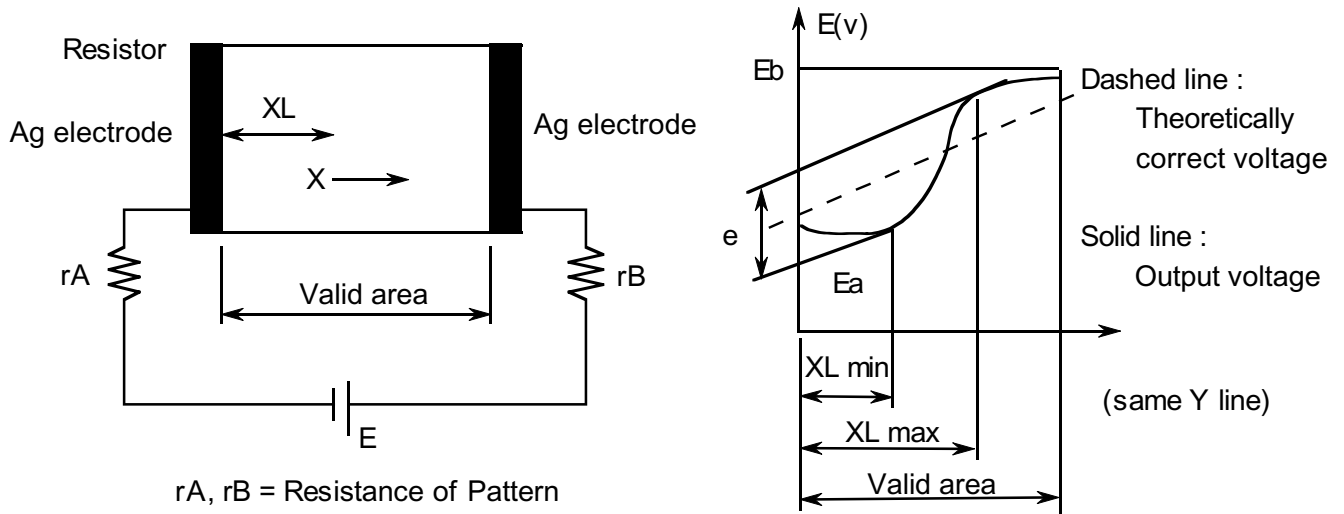 Resistor
Ag electrode
XL
X
Ag electrode
rA
rB
Valid area
E
rA, rB = Resistance of Pattern
E(v)
Eb
Dashed line :
Theoretically
correct voltage
e
Ea
Solid line :
Output voltage
XL min
(same Y line)
XL max
Valid area